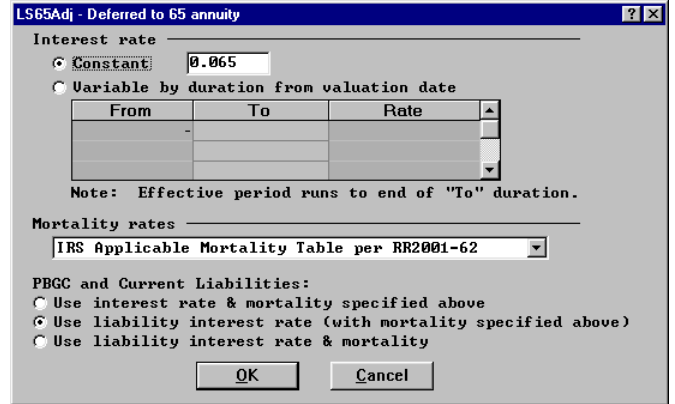 LS65Adj - Deferred to 65 annuity
Interest rate
Constant 0.065
Variable by duration from valuation date
From To Rate
-
Note: Effective period runs to end of "To" duration.
Mortality rates
IRS Applicable Mortality Table per RR2001-62
PBGC and Current Liabilities:
Use interest rate & mortality specified above
Use liability interest rate (with mortality specified above)
Use liability interest rate & mortality
OK Cancel